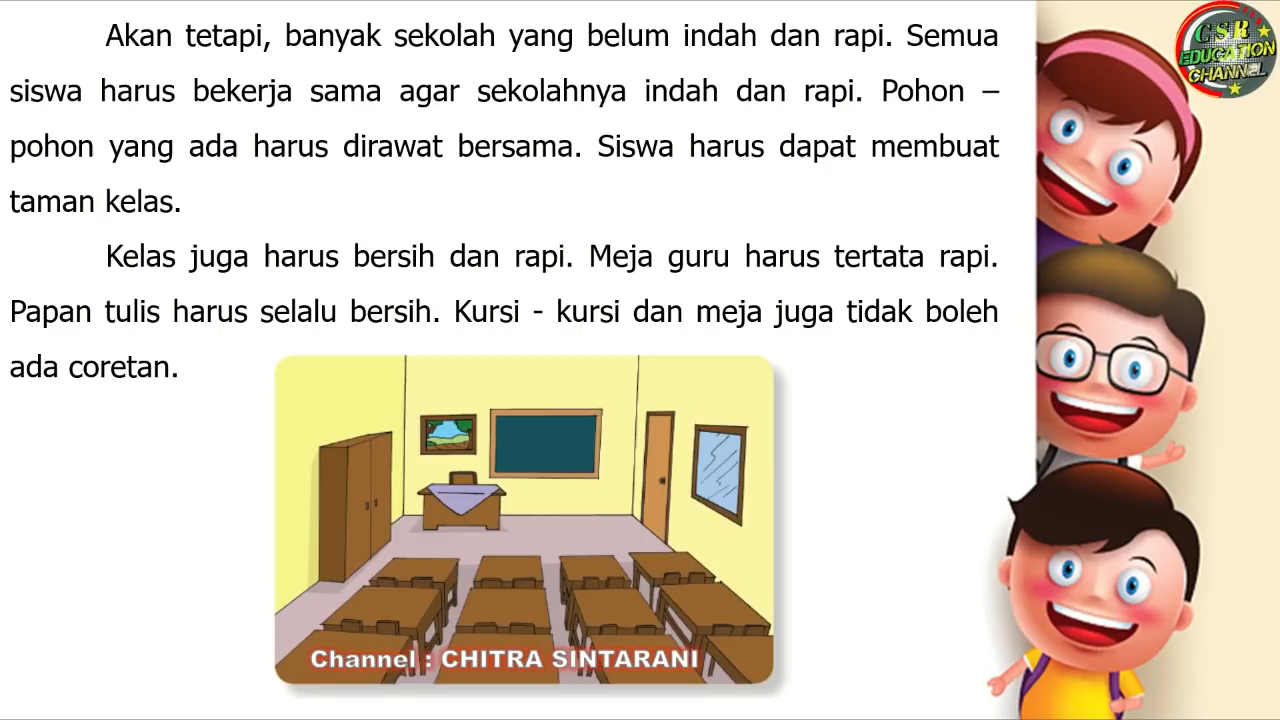 Akan tetapi, banyak sekolah yang belum indah dan rapi. Semua
siswa harus bekerja sama agar sekolahnya indah dan rapi. Pohon –
pohon yang ada harus dirawat bersama. Siswa harus dapat membuat
taman kelas.
Kelas juga harus bersih dan rapi. Meja guru harus tertata rapi.
Papan tulis harus selalu bersih. Kursi - kursi dan meja juga tidak boleh
ada coretan.
Channel : CHITRA SINTARANI
CSR
EDUCATION
CHANNEL